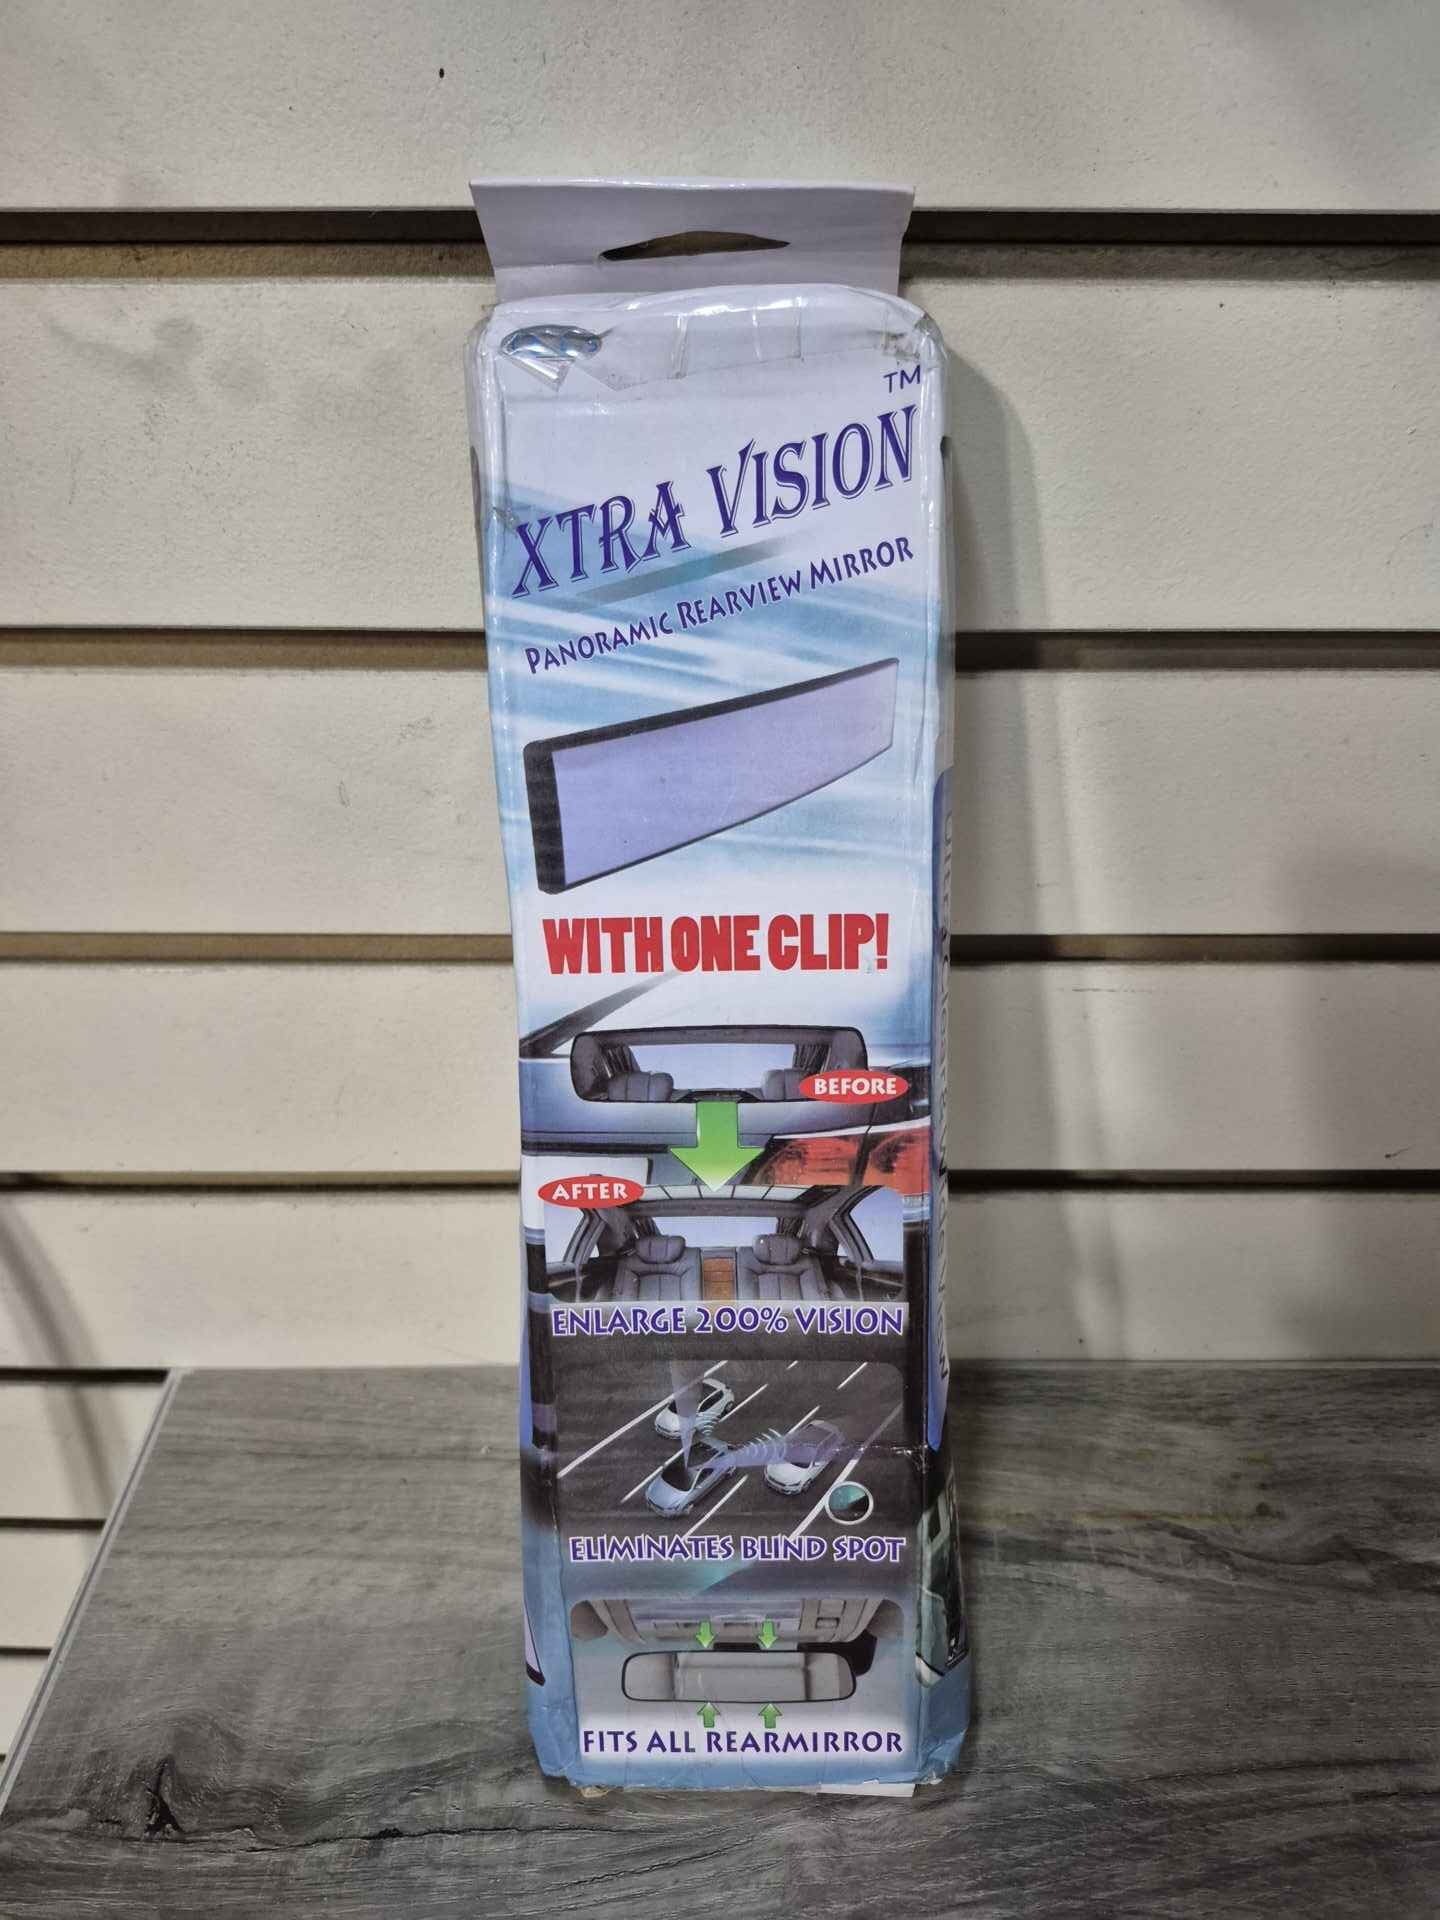 TM
XTRA VISION
PANORAMIC REARVIEW MIRROR
WITH ONE CLIP!
BEFORE
AFTER
ENLARGE 200% VISION
ELIMINATES BLIND SPOT
FITS ALL REARMIRROR